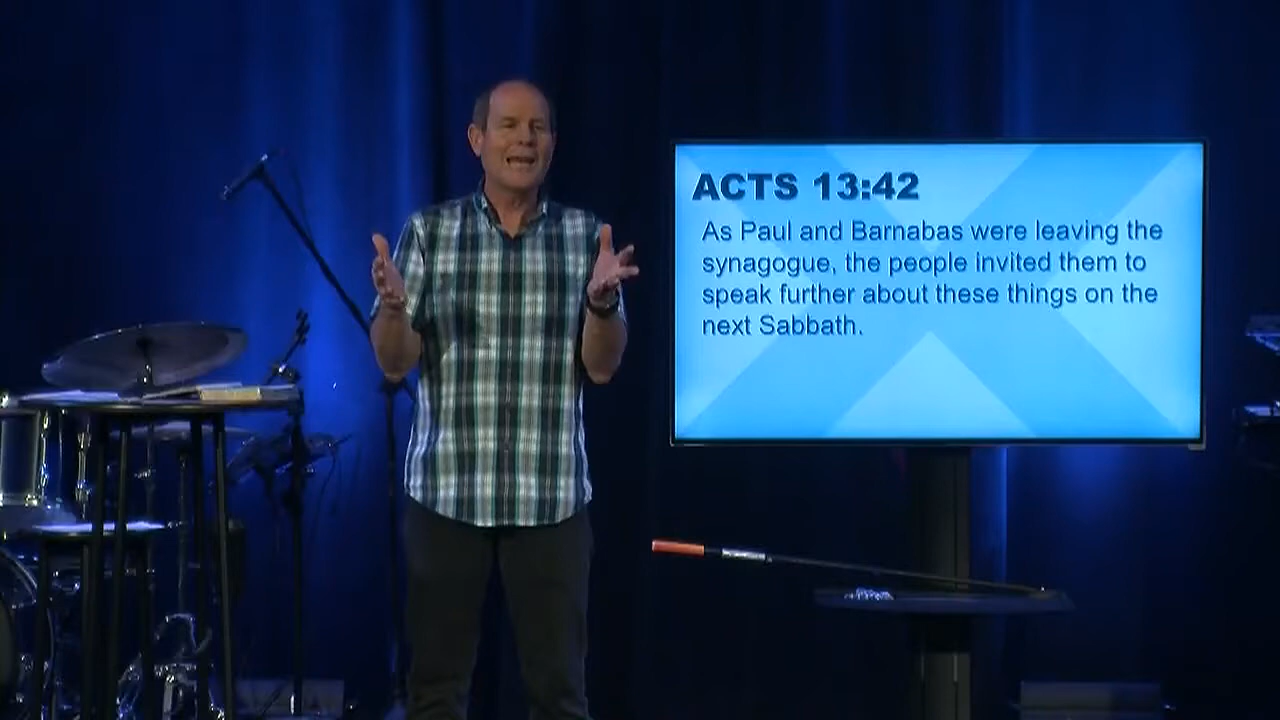 ACTS 13:42
As Paul and Barnabas were leaving the
synagogue, the people invited them to
speak further about these things on the
next Sabbath.